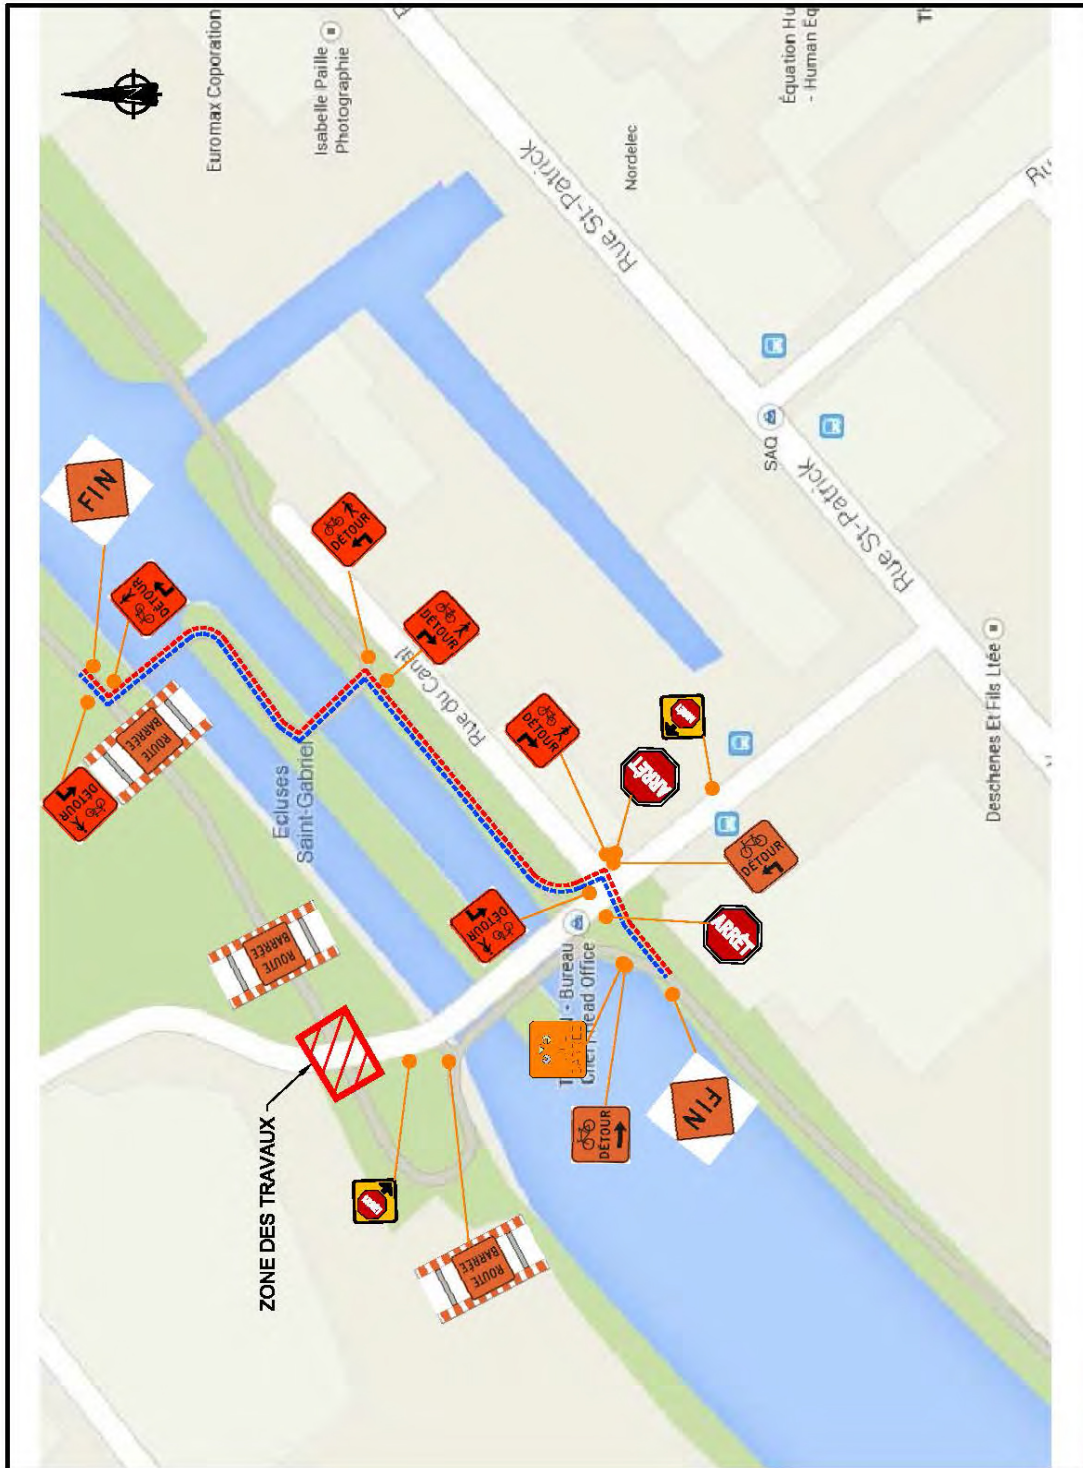 Euromax Coporation
Isabelle Paille
Photographie
Équation Hu
- Human Eq
Th
Nordelec
Rue St-Patrick
Ru
SAQ
Rue St-Patrick
Deschenes Et Fils Ltée
Rue du Canal
Écluses
Saint-Gabriel
- Bureau
Head Office
ZONE DES TRAVAUX
FIN
DÉTOUR
DÉTOUR
ROUTE
BARRÉE
DÉTOUR
DÉTOUR
DÉTOUR
ARRÊT
DÉTOUR
DÉTOUR
ARRÊT
ROUTE
BARRÉE
DÉTOUR
FIN
ROUTE
BARRÉE